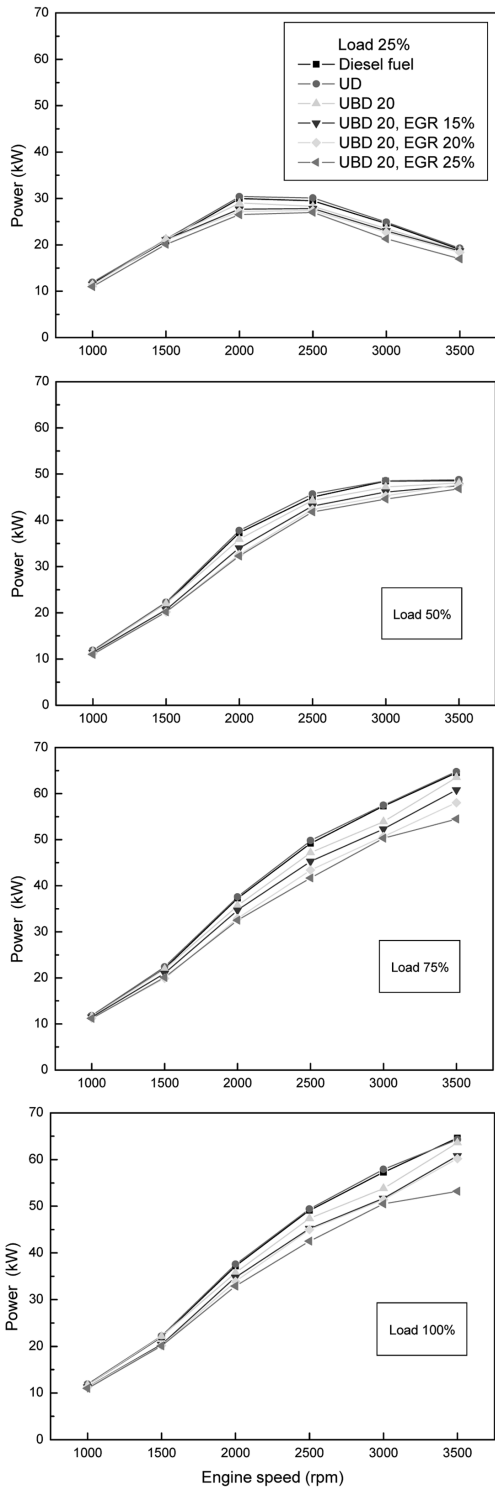 70
60
50
40
30
20
10
0
Power (kW)
Load 25%
Diesel fuel
UD
UBD 20
UBD 20, EGR 15%
UBD 20, EGR 20%
UBD 20, EGR 25%
1000 1500 2000 2500 3000 3500
70
60
50
40
30
20
10
0
Power (kW)
Load 50%
1000 1500 2000 2500 3000 3500
70
60
50
40
30
20
10
0
Power (kW)
Load 75%
1000 1500 2000 2500 3000 3500
70
60
50
40
30
20
10
0
Power (kW)
Load 100%
1000 1500 2000 2500 3000 3500
Engine speed (rpm)